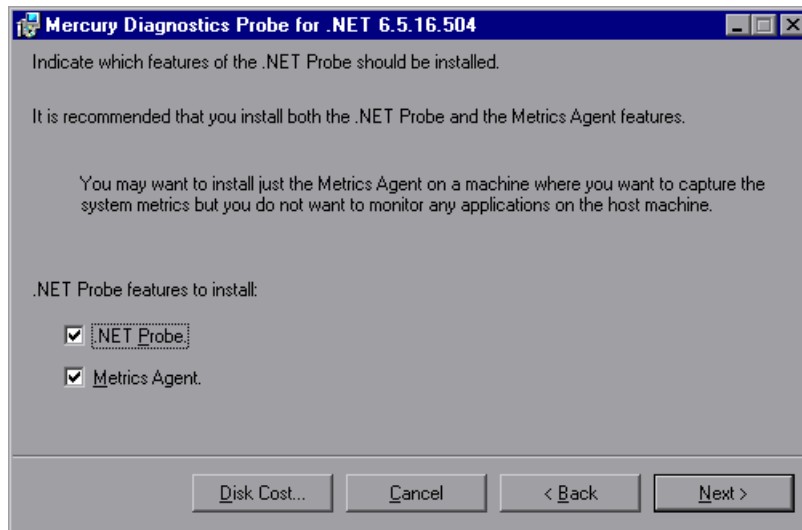 Mercury Diagnostics Probe for .NET 6.5.16.504
Indicate which features of the .NET Probe should be installed.
It is recommended that you install both the .NET Probe and the Metrics Agent features.
You may want to install just the Metrics Agent on a machine where you want to capture the
system metrics but you do not want to monitor any applications on the host machine.
.NET Probe features to install:
.NET Probe.
Metrics Agent.
Disk Cost... Cancel < Back Next >